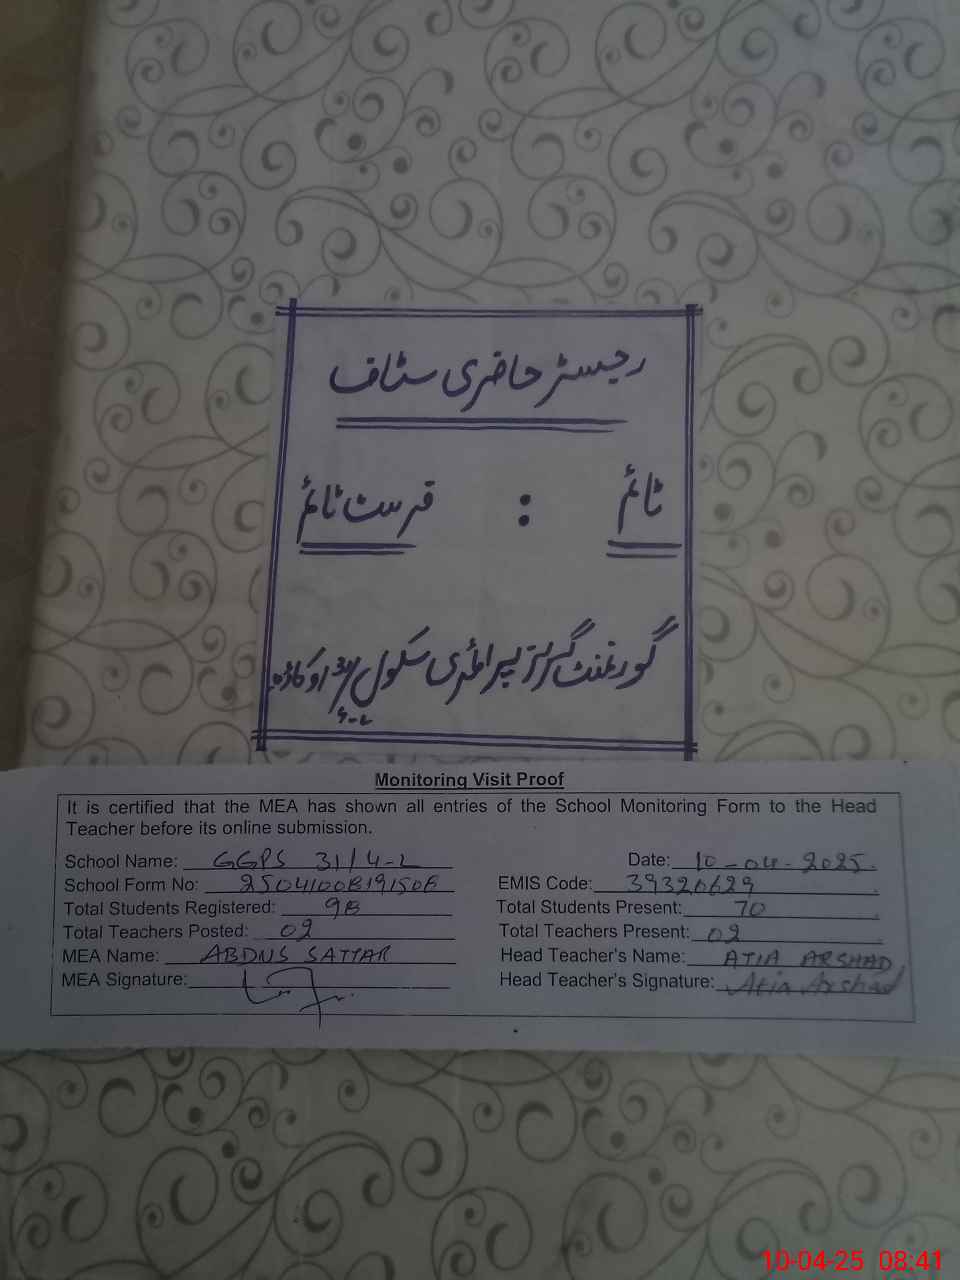 رجسٹر حاضری سٹاف
ٹائم : فرسٹ ٹائم
گورنمنٹ گرلز پرائمری سکول 31/4-L اوکاڑہ
Monitoring Visit Proof
It is certified that the MEA has shown all entries of the School Monitoring Form to the Head
Teacher before its online submission.
School Name: GGPS 31/4-L Date: 10-04-2025.
School Form No: 25041008191508 EMIS Code: 39320629
Total Students Registered: 98 Total Students Present: 70
Total Teachers Posted: 02 Total Teachers Present: 02
MEA Name: ABDUS SATTAR Head Teacher's Name: ATIA ARSHAD
MEA Signature: Head Teacher's Signature: Atia Arshad
10-04-25 08:41